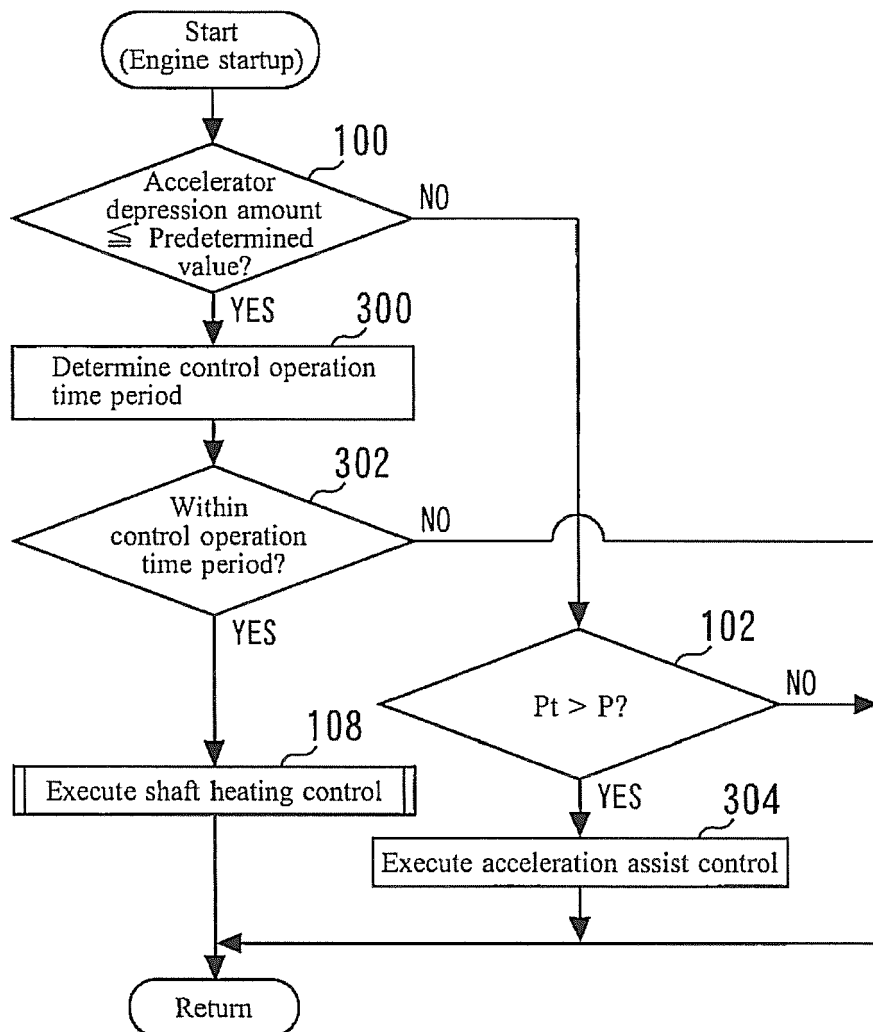 Start
(Engine startup)
100
Accelerator
depression amount
≦ Predetermined
value?
NO
YES
300
Determine control operation
time period
302
Within
control operation
time period?
NO
YES
102
Pt > P?
NO
YES
108
Execute shaft heating control
304
Execute acceleration assist control
Return